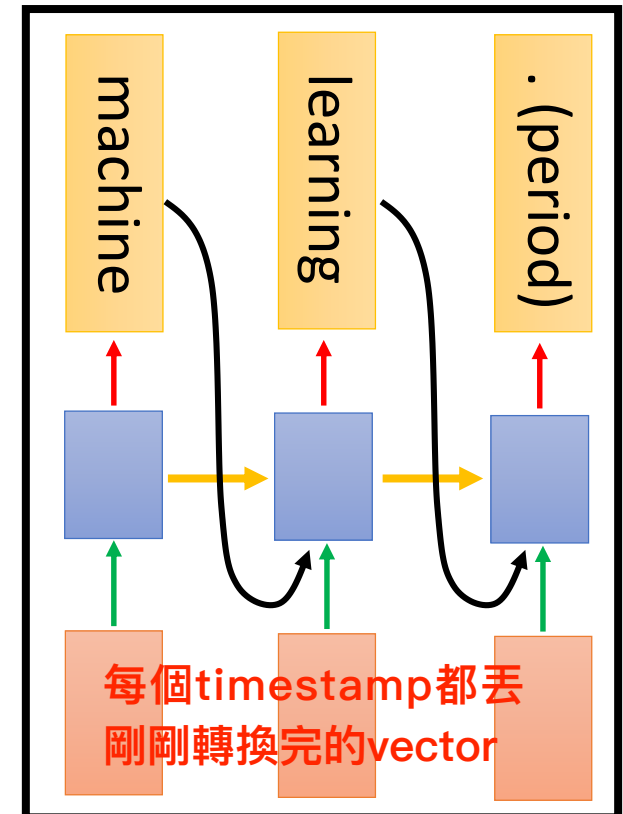 machine
learning
. (period)
每個timestamp都丟
剛剛轉換完的vector